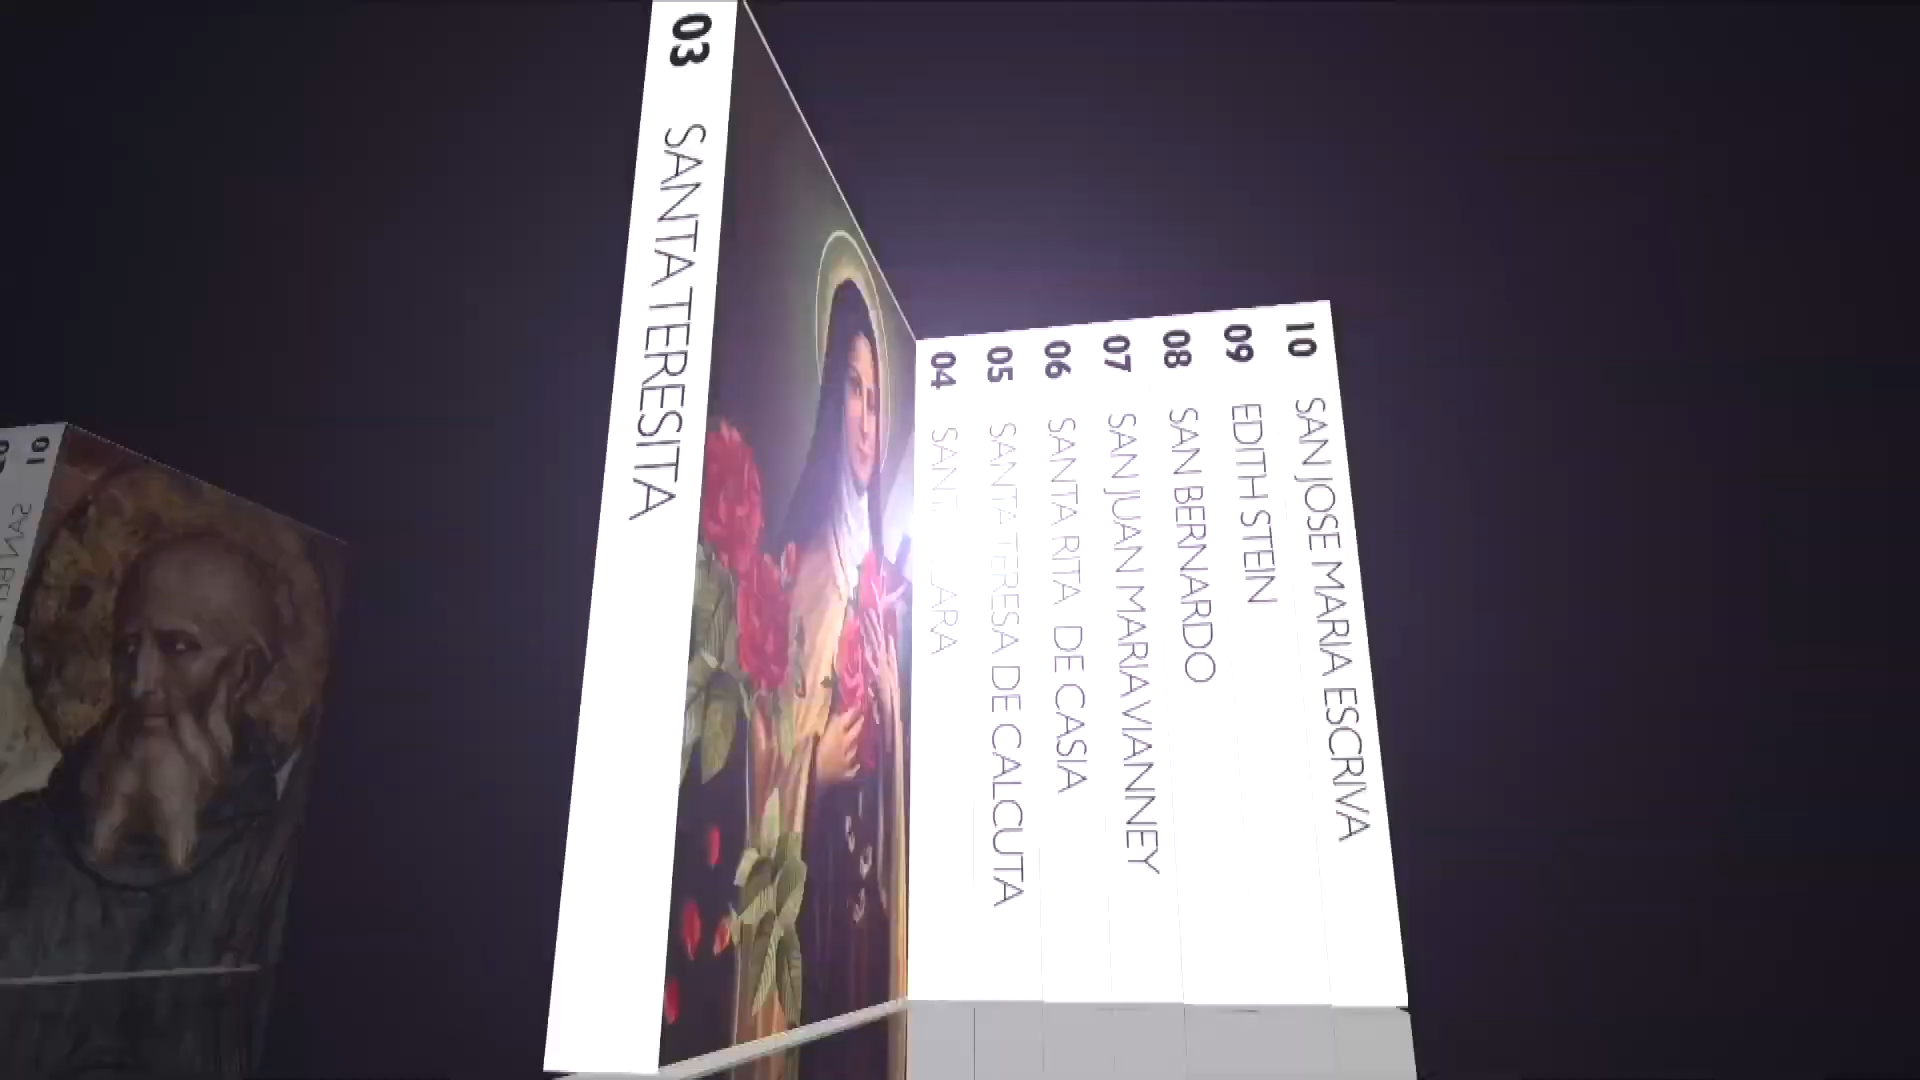 01
03 SANTA TERESITA
04
05 SANTA TERESA DE CALCUTA
06 SANTA RITA DE CASIA
07 SAN JUAN MARIA VIANNEY
08 SAN BERNARDO
09 EDITH STEIN
10 SAN JOSE MARIA ESCRIVA